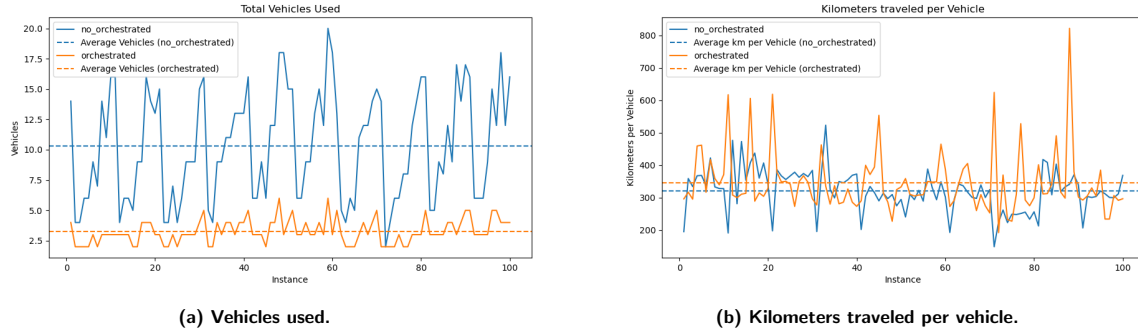 Total Vehicles Used
no_orchestrated
Average Vehicles (no_orchestrated)
orchestrated
Average Vehicles (orchestrated)
20.0
17.5
15.0
12.5
10.0
7.5
5.0
2.5
Vehicles
0
20
40
60
80
100
Instance
(a) Vehicles used.
Kilometers traveled per Vehicle
no_orchestrated
Average km per Vehicle (no_orchestrated)
orchestrated
Average km per Vehicle (orchestrated)
800
700
600
500
400
300
200
Kilometers per Vehicle
0
20
40
60
80
100
Instance
(b) Kilometers traveled per vehicle.